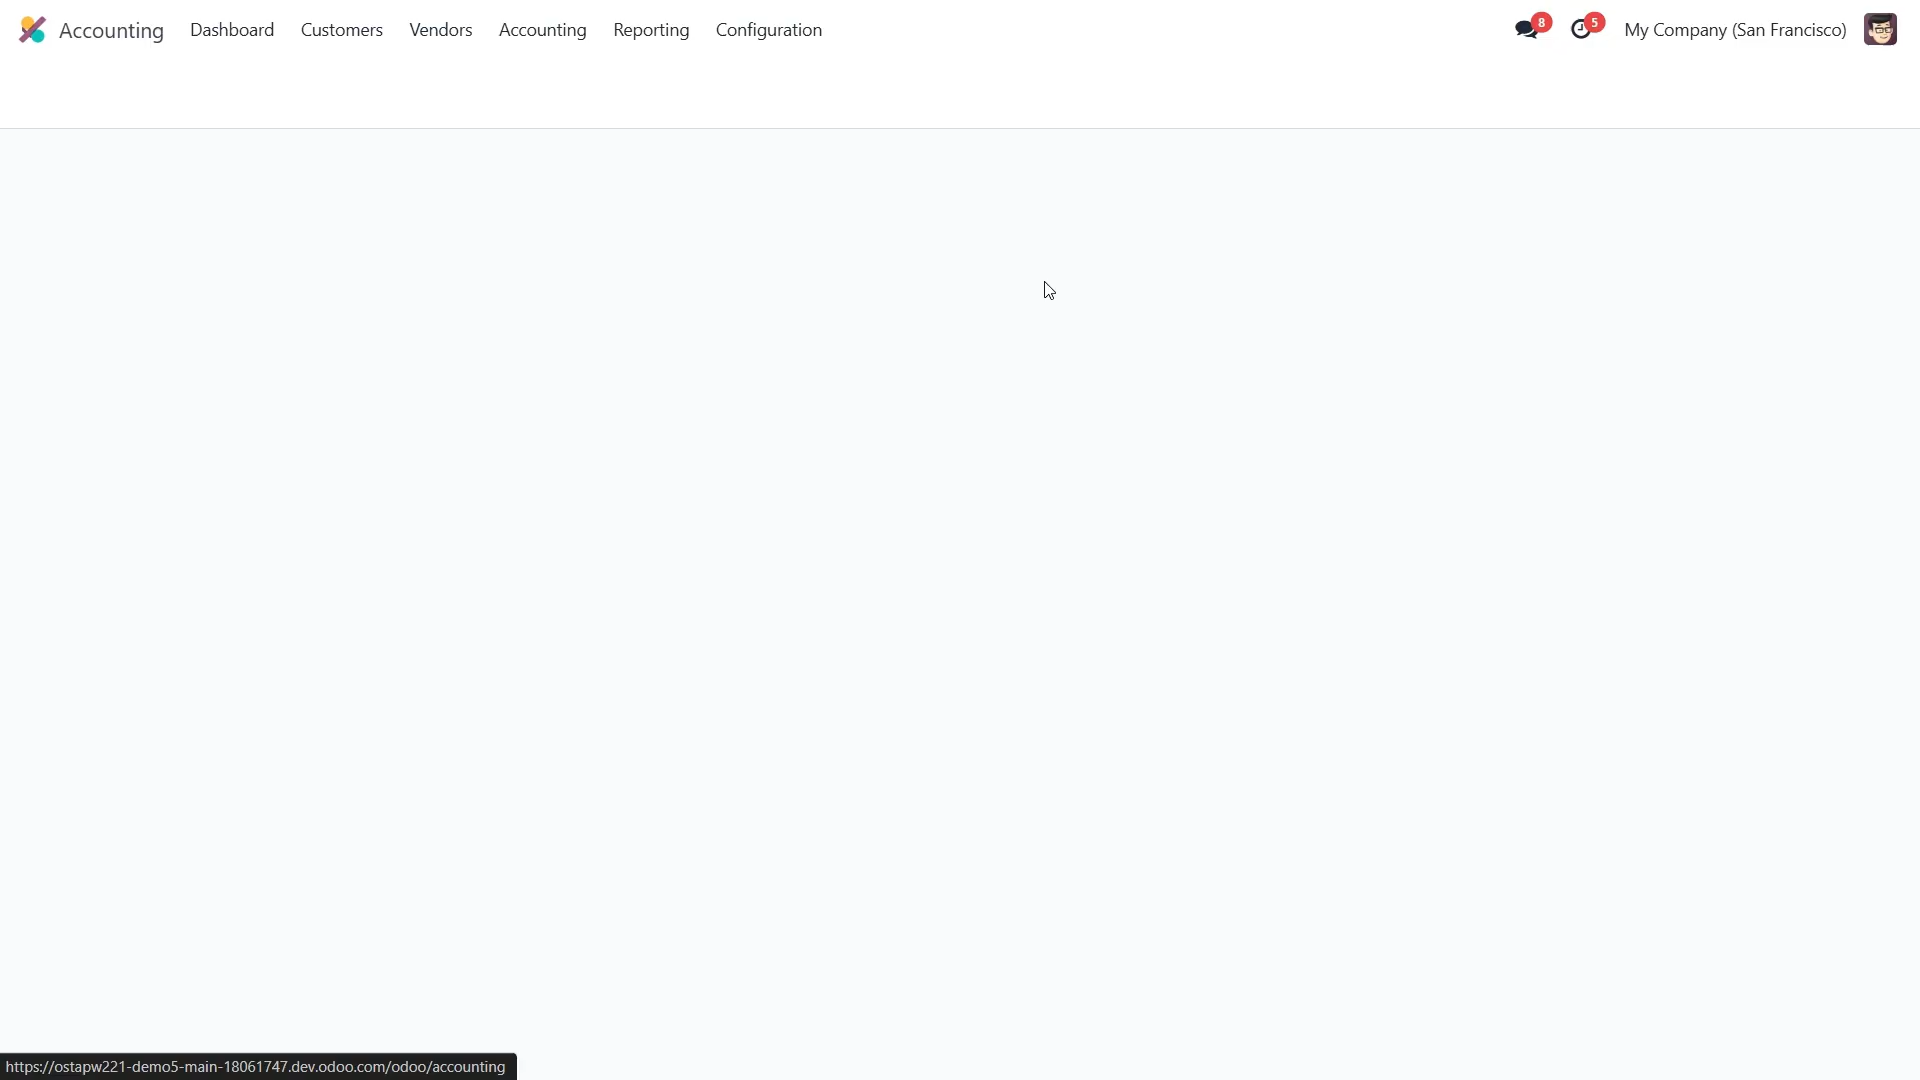 Accounting Dashboard Customers Vendors Accounting Reporting Configuration 8 5 My Company (San Francisco)
https://ostapw221-demo5-main-18061747.dev.odoo.com/odoo/accounting